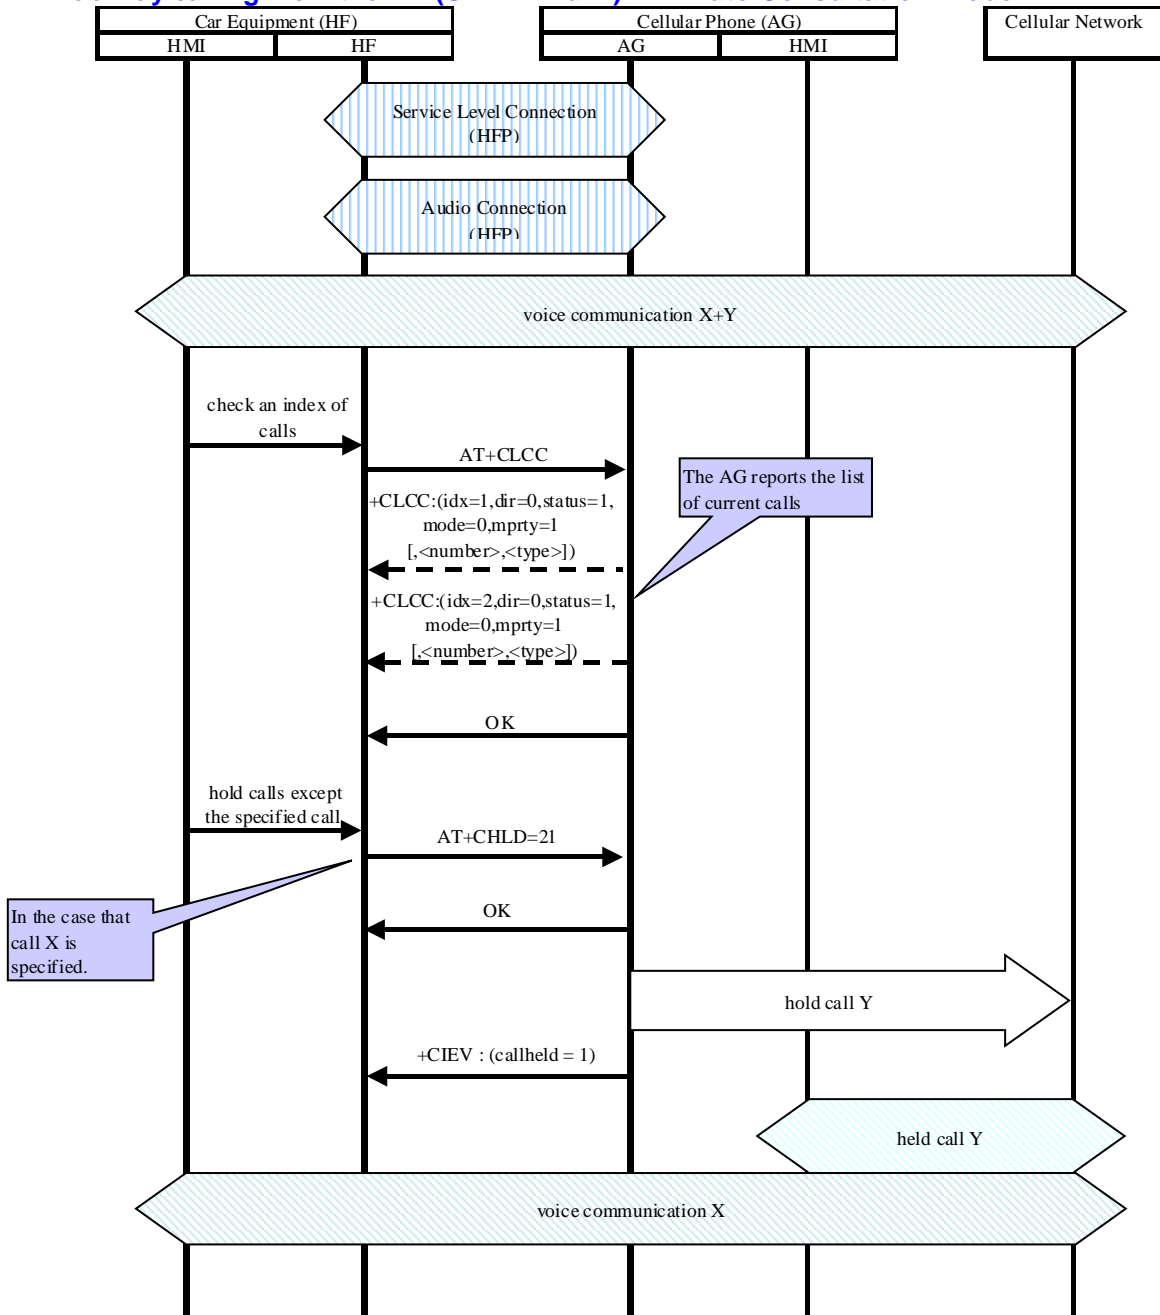 Car Equipment (HF)
Cellular Phone (AG)
Cellular Network
HMI
HF
AG
HMI
Service Level Connection
(HFP)
Audio Connection
(HFP)
voice communication X+Y
check an index of
calls
AT+CLCC
The AG reports the list
of current calls
+CLCC:(idx=1,dir=0,status=1,
mode=0,mprty=1
[,<number>,<type>])
+CLCC:(idx=2,dir=0,status=1,
mode=0,mprty=1
[,<number>,<type>])
OK
hold calls except
the specified call
AT+CHLD=21
In the case that
call X is
specified.
OK
hold call Y
+CIEV : (callheld = 1)
held call Y
voice communication X